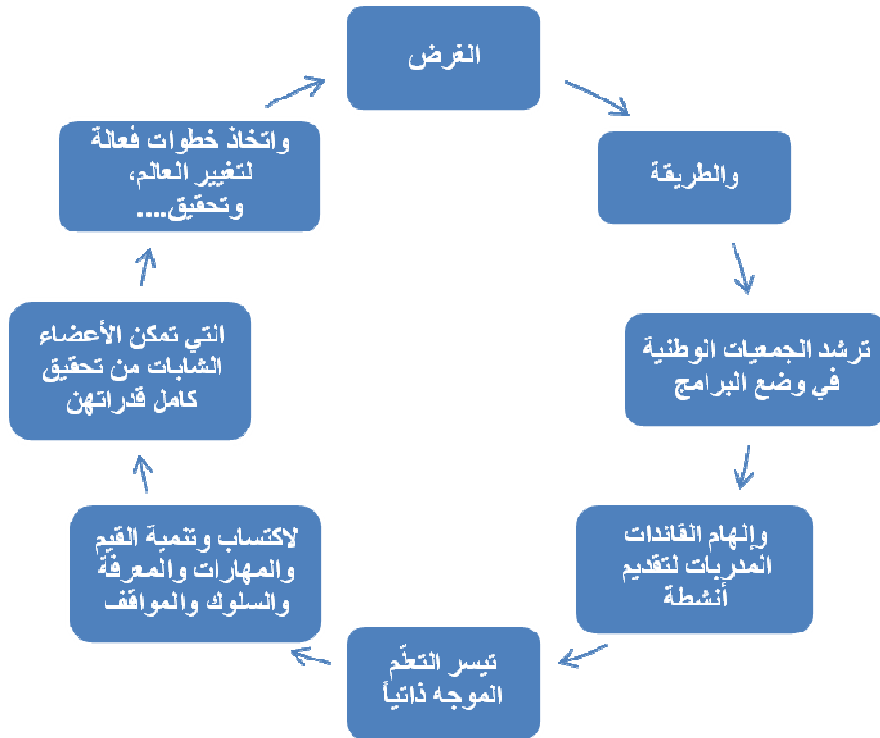 الغرض
والطريقة
ترشد الجمعيات الوطنية
في وضع البرامج
وإلهام القائدات
المدربات لتقديم
أنشطة
تيسر التعلّم
الموجه ذاتياً
لاكتساب وتنمية القيم
والمهارات والمعرفة
والسلوك والمواقف
التي تمكن الأعضاء
الشابات من تحقيق
كامل قدراتهن
واتخاذ خطوات فعالة
لتغيير العالم،
وتحقيق....